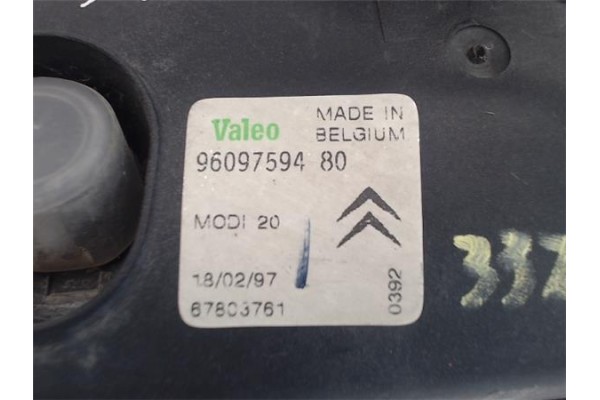 Valeo MADE IN
BELGIUM
96097594 80
MODI 20
18/02/97
67803761
0392